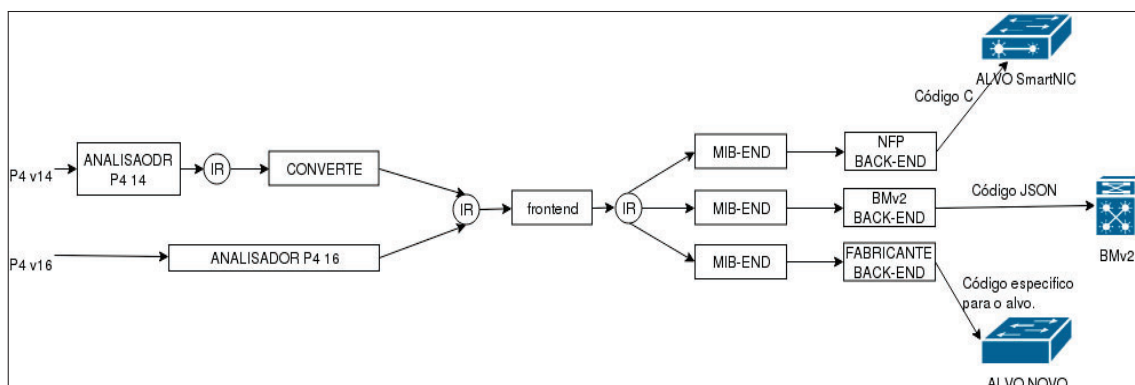 ALVO SmartNIC
Código C
P4 v14
ANALISAODR
P4 14
IR
CONVERTE
MIB-END
NFP
BACK-END
IR
frontend
IR
MIB-END
BMv2
BACK-END
Código JSON
BMv2
P4 v16
ANALISADOR P4 16
MIB-END
FABRICANTE
BACK-END
Código especifico
para o alvo.
ALVO NOVO